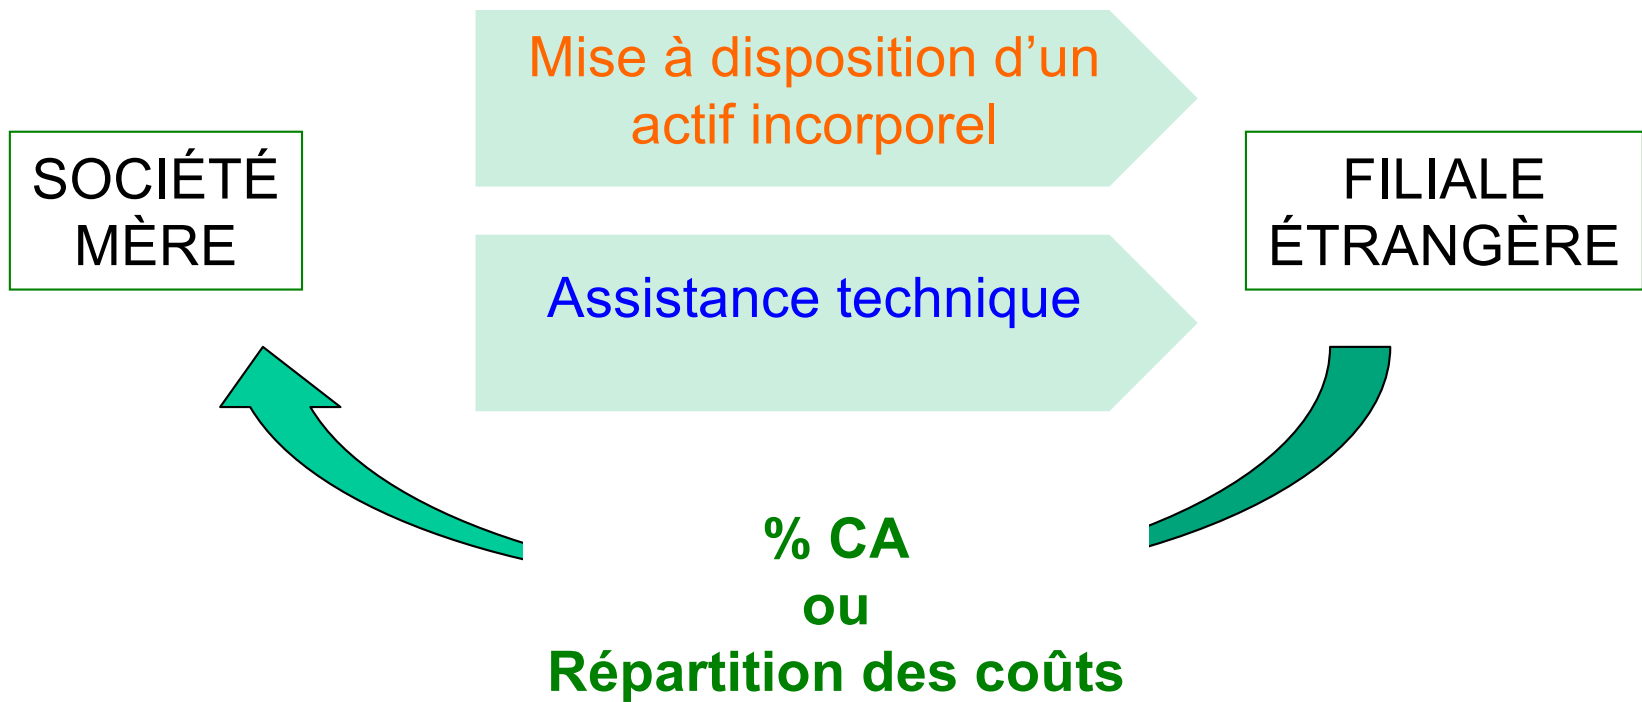 Mise à disposition d’un
actif incorporel
SOCIÉTÉ
MÈRE
FILIALE
ÉTRANGÈRE
Assistance technique
% CA
ou
Répartition des coûts